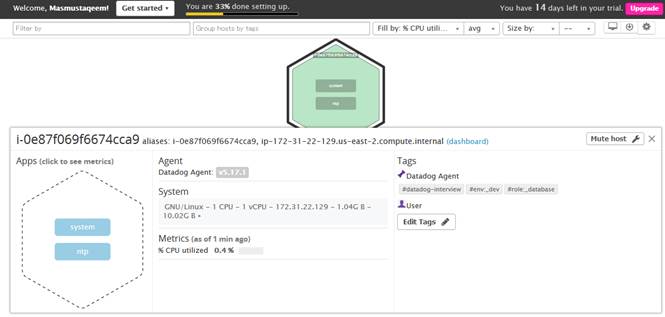 Welcome, Masmustaqeem! Get started ▾ You are 33% done setting up. You have 14 days left in your trial. Upgrade
Filter by Group hosts by tags Fill by: % CPU utili... avg Size by: --
system
ntp
i-0e87f069f6674cca9 aliases: i-0e87f069f6674cca9, ip-172-31-22-129.us-east-2.compute.internal (dashboard) Mute host
Apps (click to see metrics)
system
ntp
Agent
Datadog Agent: v5.17.1
System
GNU/Linux – 1 CPU – 1 vCPU – 172.31.22.129 – 1.04G B –
10.02G B •
Metrics (as of 1 min ago)
% CPU utilized 0.4 %
Tags
Datadog Agent
#datadog-interview #env:_dev #role:_database
User
Edit Tags